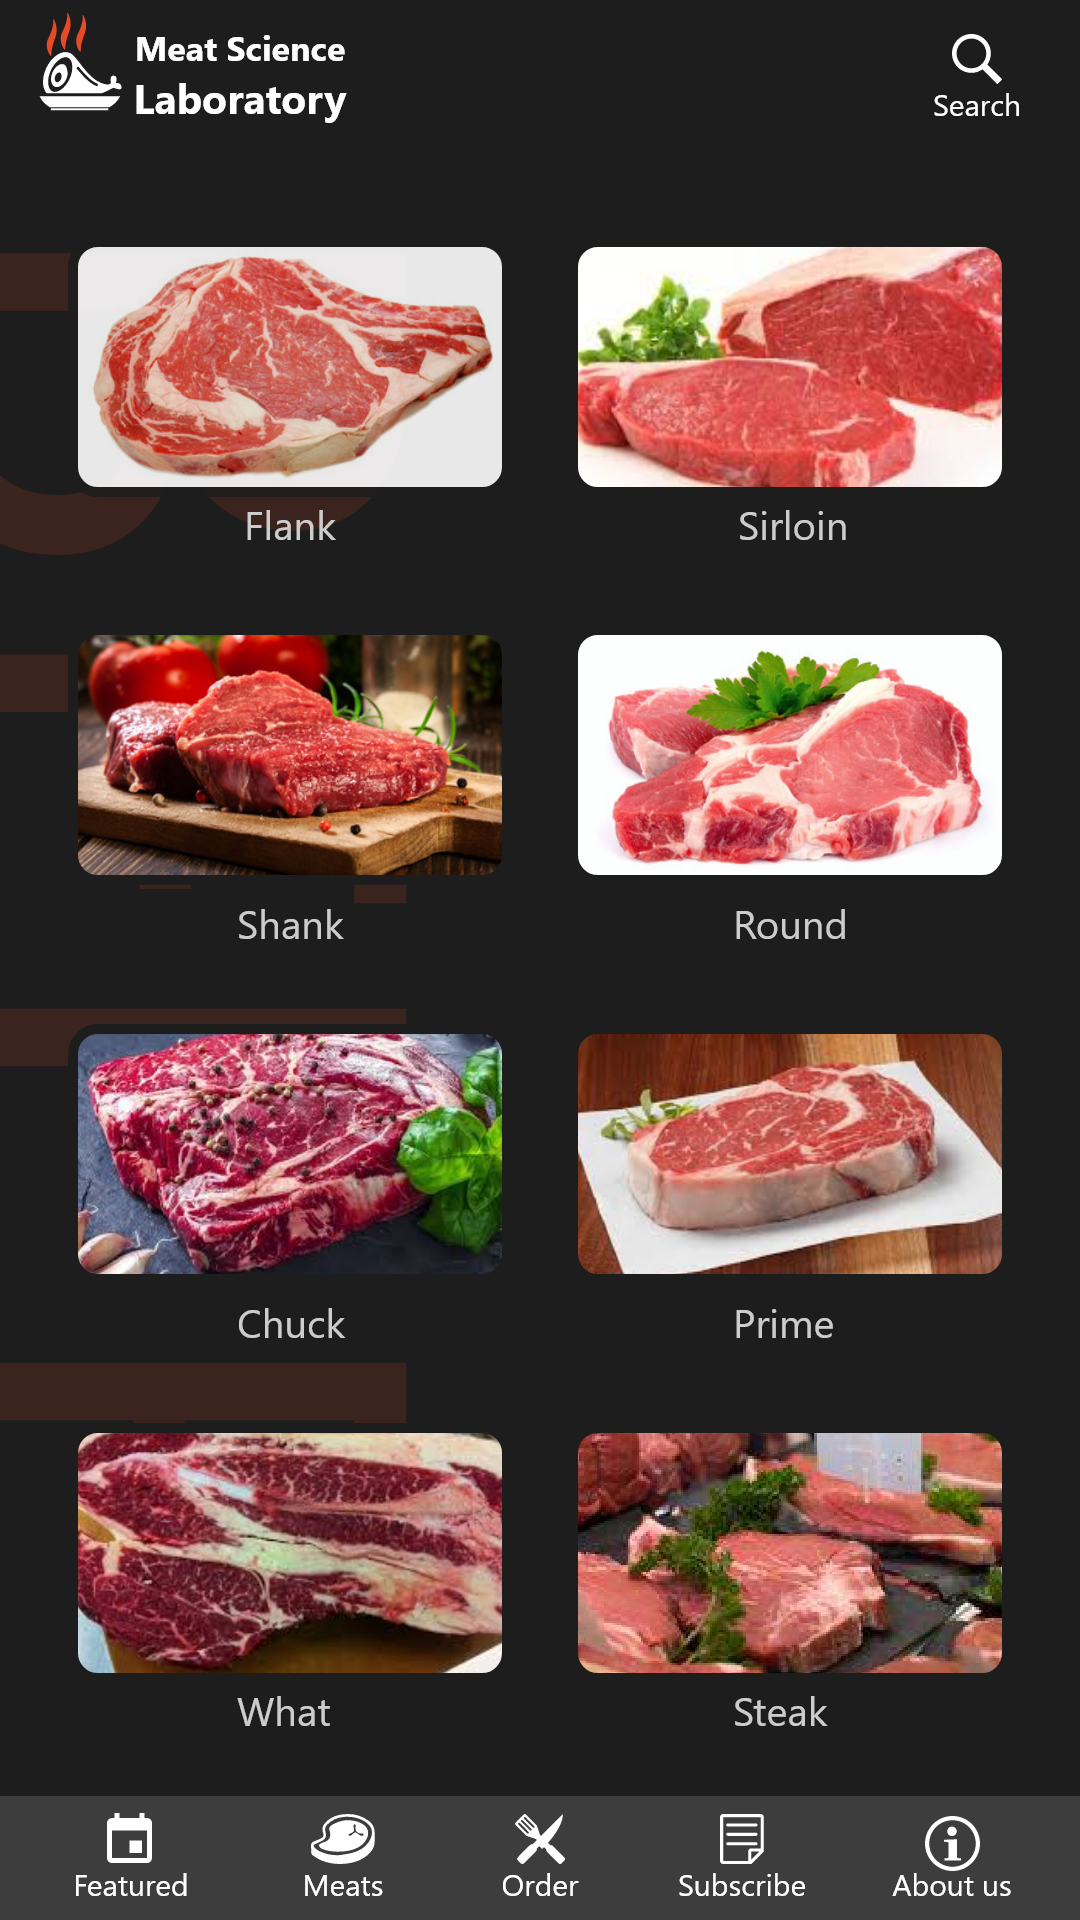 Meat Science
Laboratory
Search
Flank
Sirloin
Shank
Round
Chuck
Prime
What
Steak
Featured
Meats
Order
Subscribe
About us